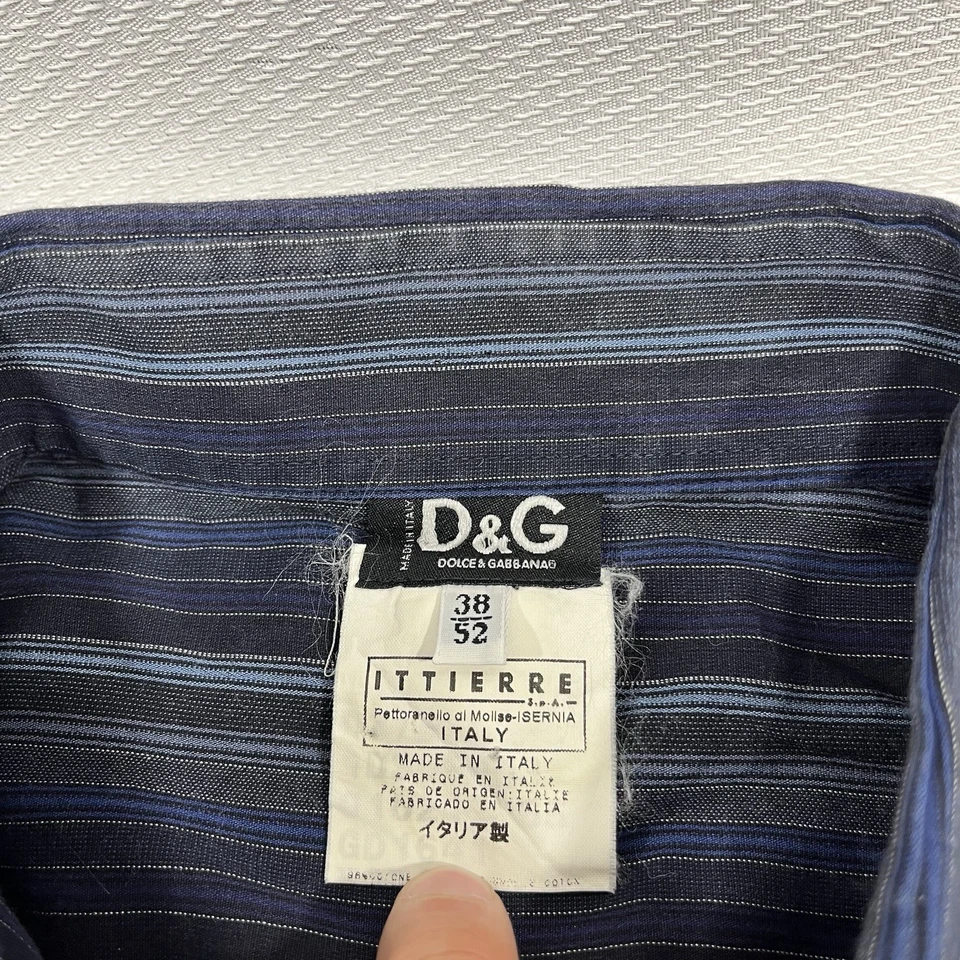 MADE IN ITALY
D&G
DOLCE & GABBANA
38
52
ITTIERRE
S.p.A.
Pettoranello di Molise-ISERNIA
ITALY
MADE IN ITALY
FABRIQUE EN ITALIE
PAIS DE ORIGEN:ITALIE
FABRICADO EN ITALIA
イタリア製